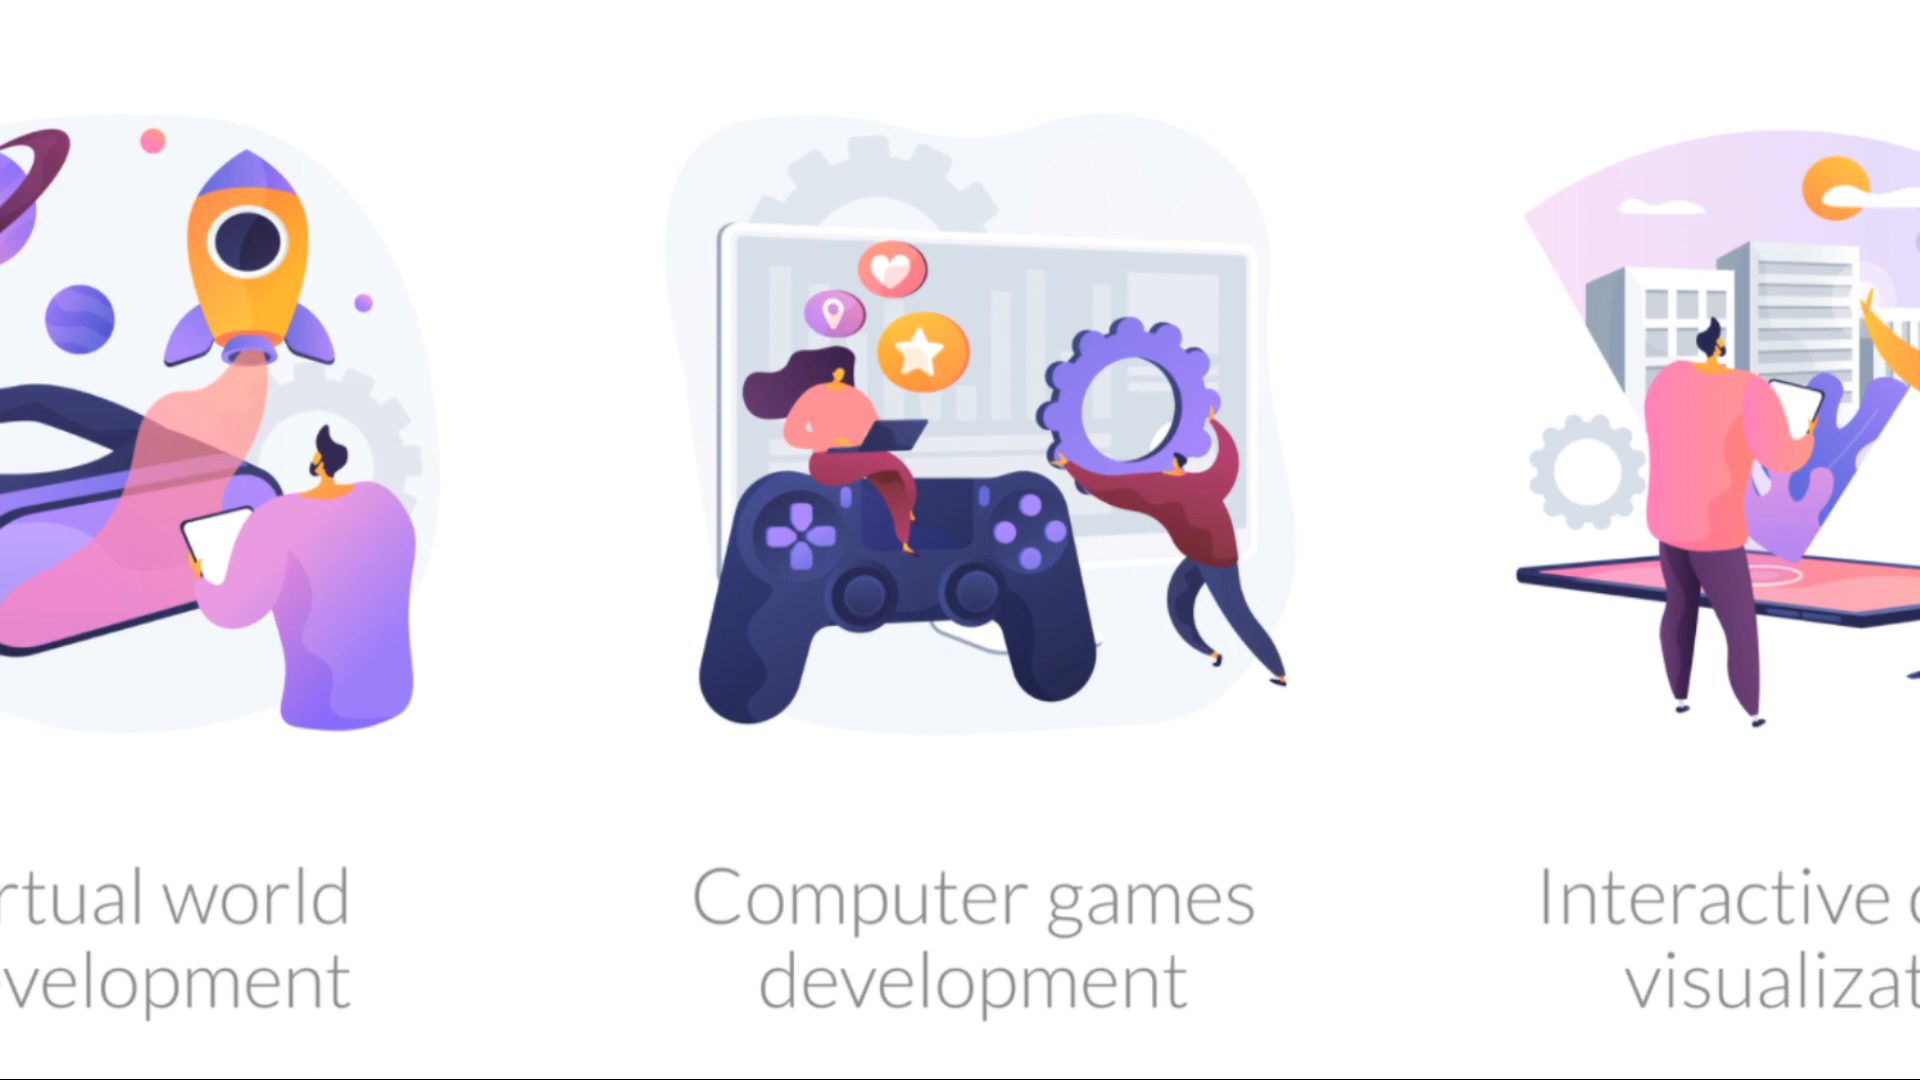 rtual world
velopment
Computer games
development
Interactive
visualizat